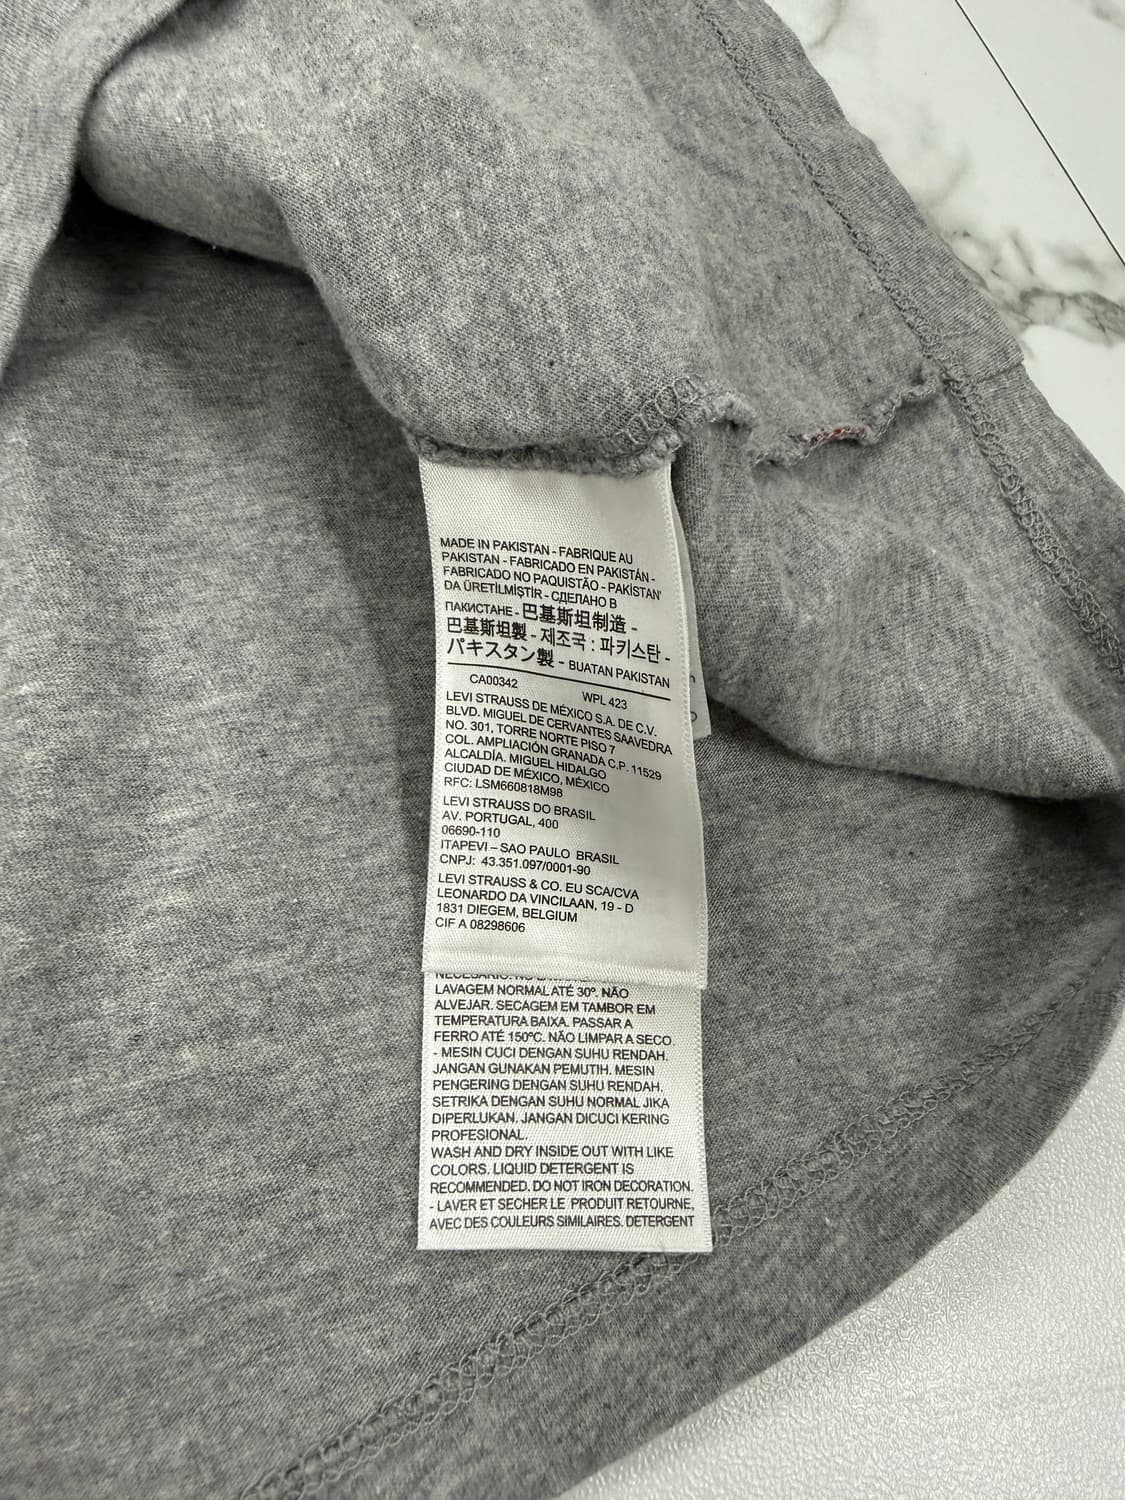 MADE IN PAKISTAN - FABRIQUE AU
PAKISTAN - FABRICADO EN PAKISTÁN -
FABRICADO NO PAQUISTÃO - PAKİSTAN'
DA ÜRETİLMİŞTİR - СДЕЛАНО В
ПАКИСТАНЕ - 巴基斯坦制造 -
巴基斯坦製 - 제조국 : 파키스탄 -
パキスタン製 - BUATAN PAKISTAN
CA00342 WPL 423
LEVI STRAUSS DE MÉXICO S.A. DE C.V.
BLVD. MIGUEL DE CERVANTES SAAVEDRA
NO. 301, TORRE NORTE PISO 7
COL. AMPLIACIÓN GRANADA C.P. 11529
ALCALDÍA. MIGUEL HIDALGO
CIUDAD DE MÉXICO, MÉXICO
RFC: LSM660818M98
LEVI STRAUSS DO BRASIL
AV. PORTUGAL, 400
06690-110
ITAPEVI – SAO PAULO BRASIL
CNPJ: 43.351.097/0001-90
LEVI STRAUSS & CO. EU SCA/CVA
LEONARDO DA VINCILAAN, 19 - D
1831 DIEGEM, BELGIUM
CIF A 08298606
LAVAGEM NORMAL ATÉ 30º. NÃO
ALVEJAR. SECAGEM EM TAMBOR EM
TEMPERATURA BAIXA. PASSAR A
FERRO ATÉ 150ºC. NÃO LIMPAR A SECO.
- MESIN CUCI DENGAN SUHU RENDAH.
JANGAN GUNAKAN PEMUTIH. MESIN
PENGERING DENGAN SUHU RENDAH.
SETRIKA DENGAN SUHU NORMAL JIKA
DIPERLUKAN. JANGAN DICUCI KERING
PROFESIONAL.
WASH AND DRY INSIDE OUT WITH LIKE
COLORS. LIQUID DETERGENT IS
RECOMMENDED. DO NOT IRON DECORATION.
- LAVER ET SECHER LE PRODUIT RETOURNE,
AVEC DES COULEURS SIMILAIRES. DETERGENT